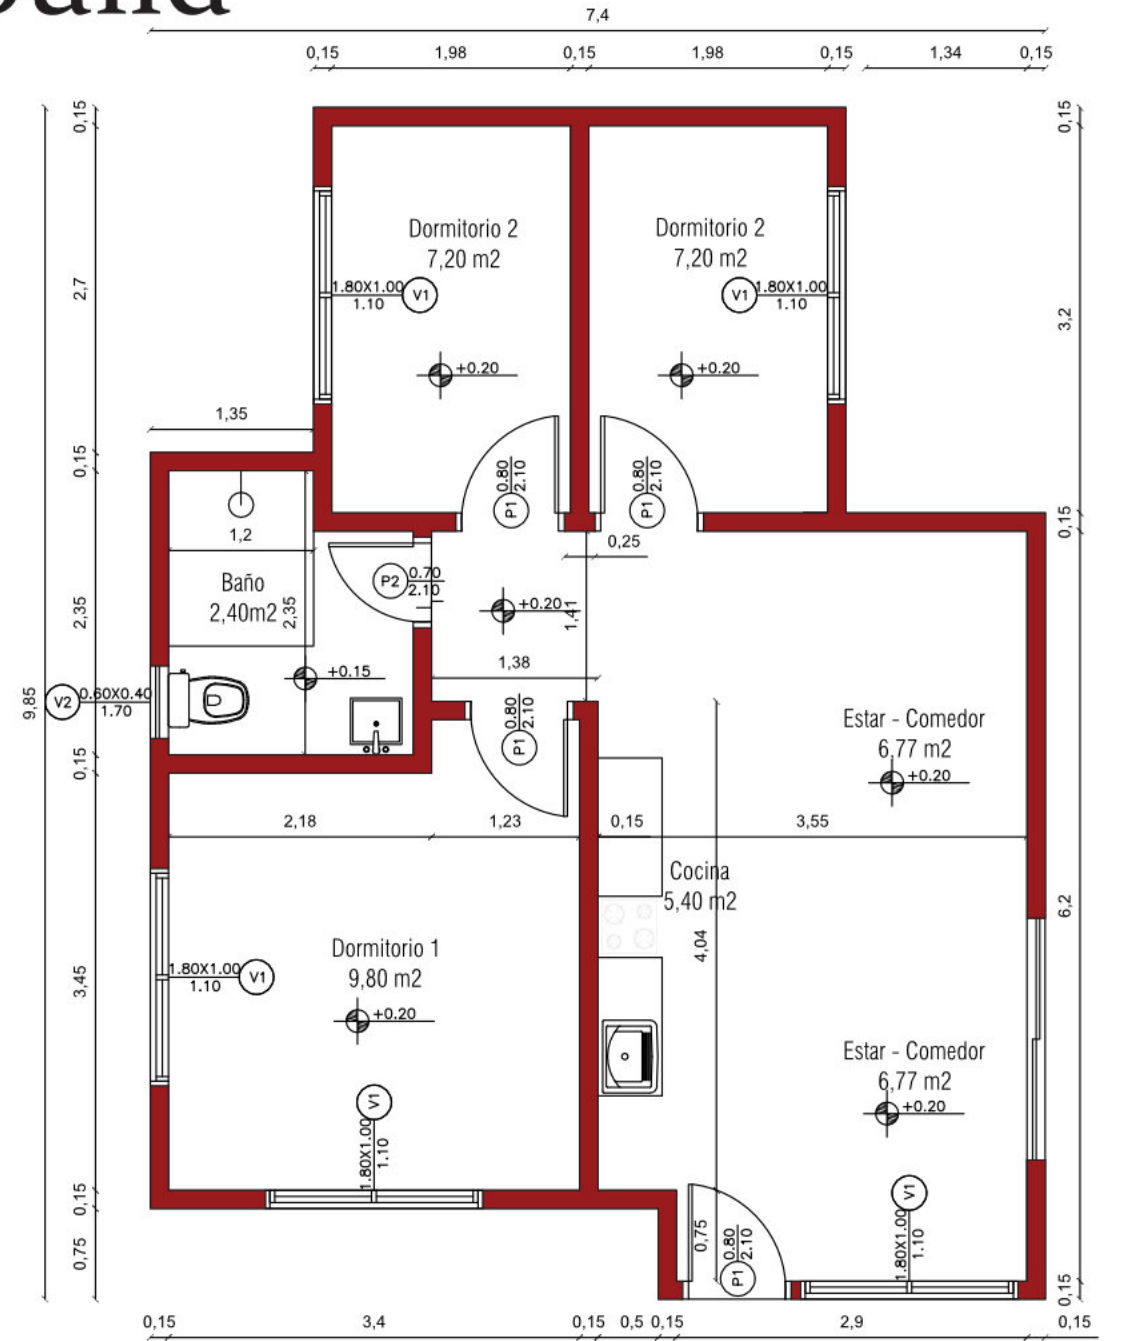 7,4
0,15 1,98 0,15 1,98 0,15 1,34 0,15
0,15
0,15
Dormitorio 2
7,20 m2
Dormitorio 2
7,20 m2
2,7
1.80X1.00
1.10
V1
V1
1.80X1.00
1.10
3,2
+0.20
+0.20
1,35
0,15
0.80
2.10
P1
0.80
2.10
P1
0,15
1,2
0,25
Baño
2,40m2
2,35
2,35
P2
0.70
2.10
+0.20
1,41
+0.15
1,38
9,85
V2
0.60X0.40
1.70
0.80
2.10
P1
Estar - Comedor
6,77 m2
+0.20
0,15
2,18 1,23 0,15 3,55
Cocina
5,40 m2
4,04
6,2
Dormitorio 1
9,80 m2
3,45
1.80X1.00
1.10
V1
+0.20
Estar - Comedor
6,77 m2
+0.20
V1
1.80X1.00
1.10
0,15
0,75
0,75
0.80
2.10
P1
V1
1.80X1.00
1.10
0,15
0,15 3,4 0,15 0,5 0,15 2,9 0,15